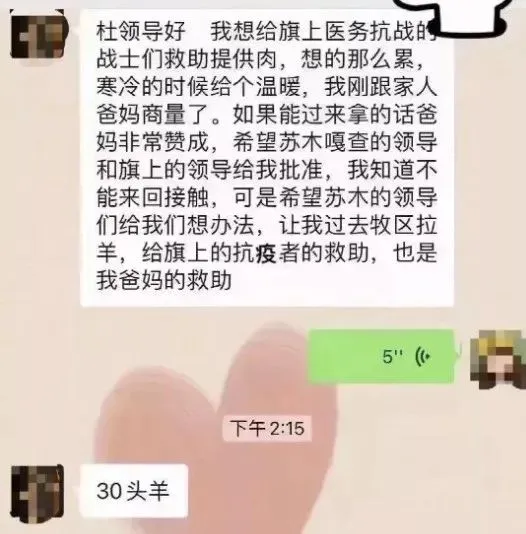 杜领导好　我想给旗上医务抗战的
战士们救助提供肉，想的那么累，
寒冷的时候给个温暖，我刚跟家人
爸妈商量了。如果能过来拿的话爸
妈非常赞成，希望苏木嘎查的领导
和旗上的领导给我批准，我知道不
能来回接触，可是希望苏木的领导
们给我们想办法，让我过去牧区拉
羊，给旗上的抗疫者的救助，也是
我爸妈的救助
5''
下午2:15
30头羊